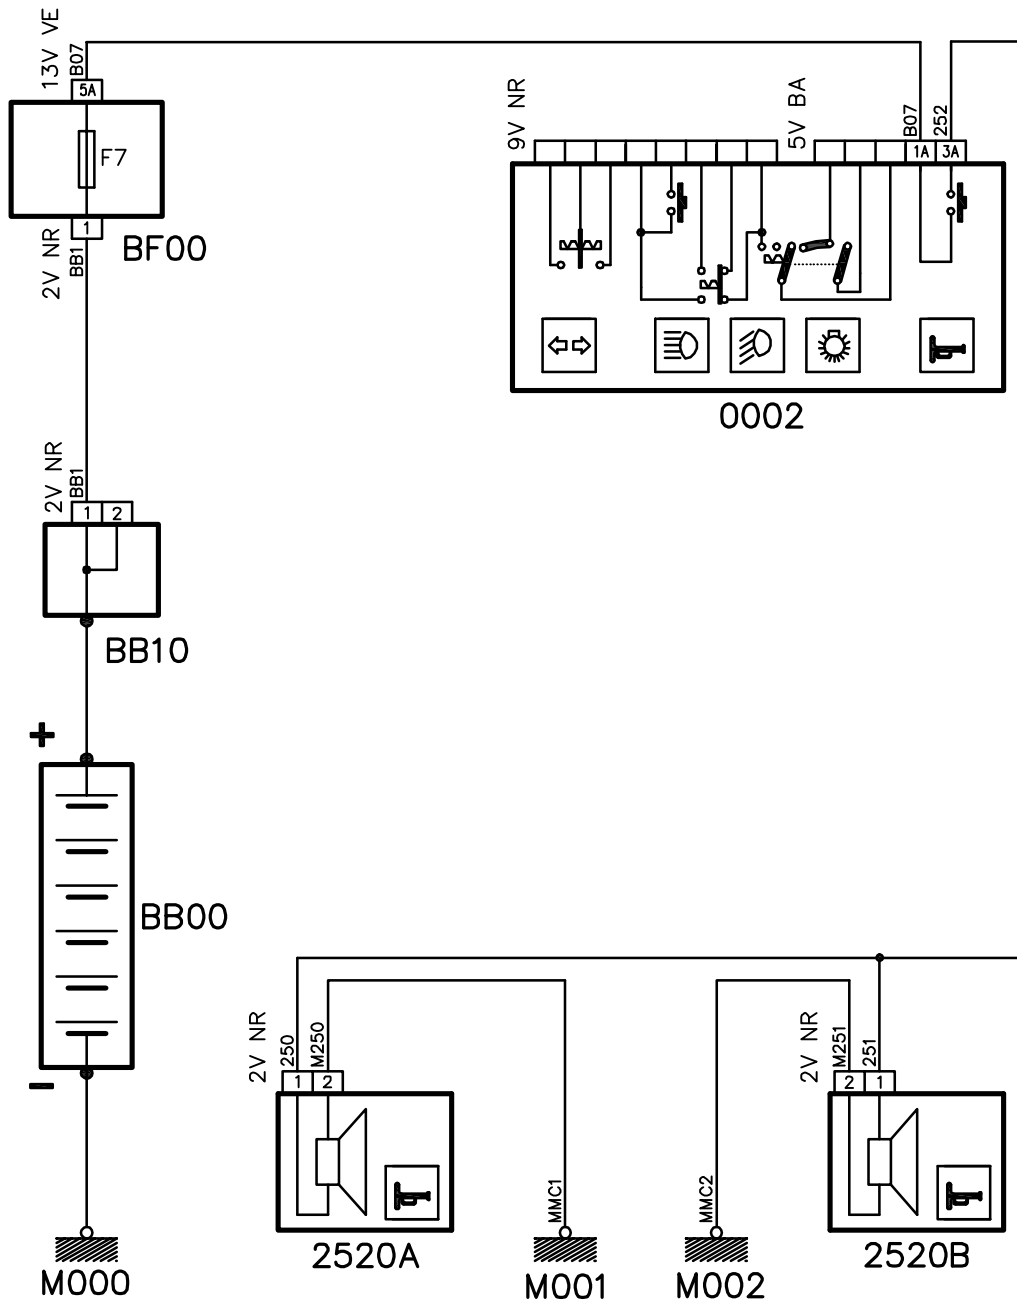 13V VE
B07
5A
F7
1
2V NR
BB1
BF00
9V NR
5V BA
B07
252
1A
3A
0002
2V NR
BB1
1
2
BB10
+
BB00
−
M000
2V NR
250
M250
1
2
2520A
MMC1
M001
MMC2
M002
2V NR
M251
251
2
1
2520B